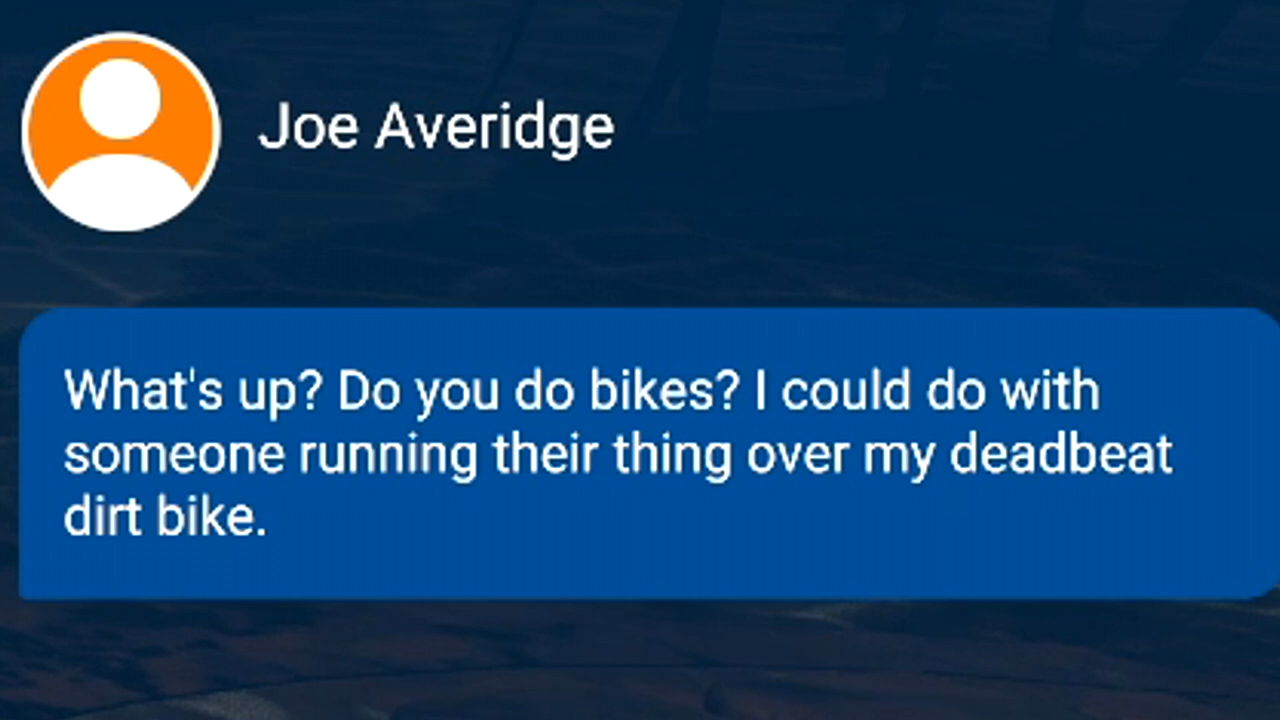 Joe Averidge
What's up? Do you do bikes? I could do with
someone running their thing over my deadbeat
dirt bike.